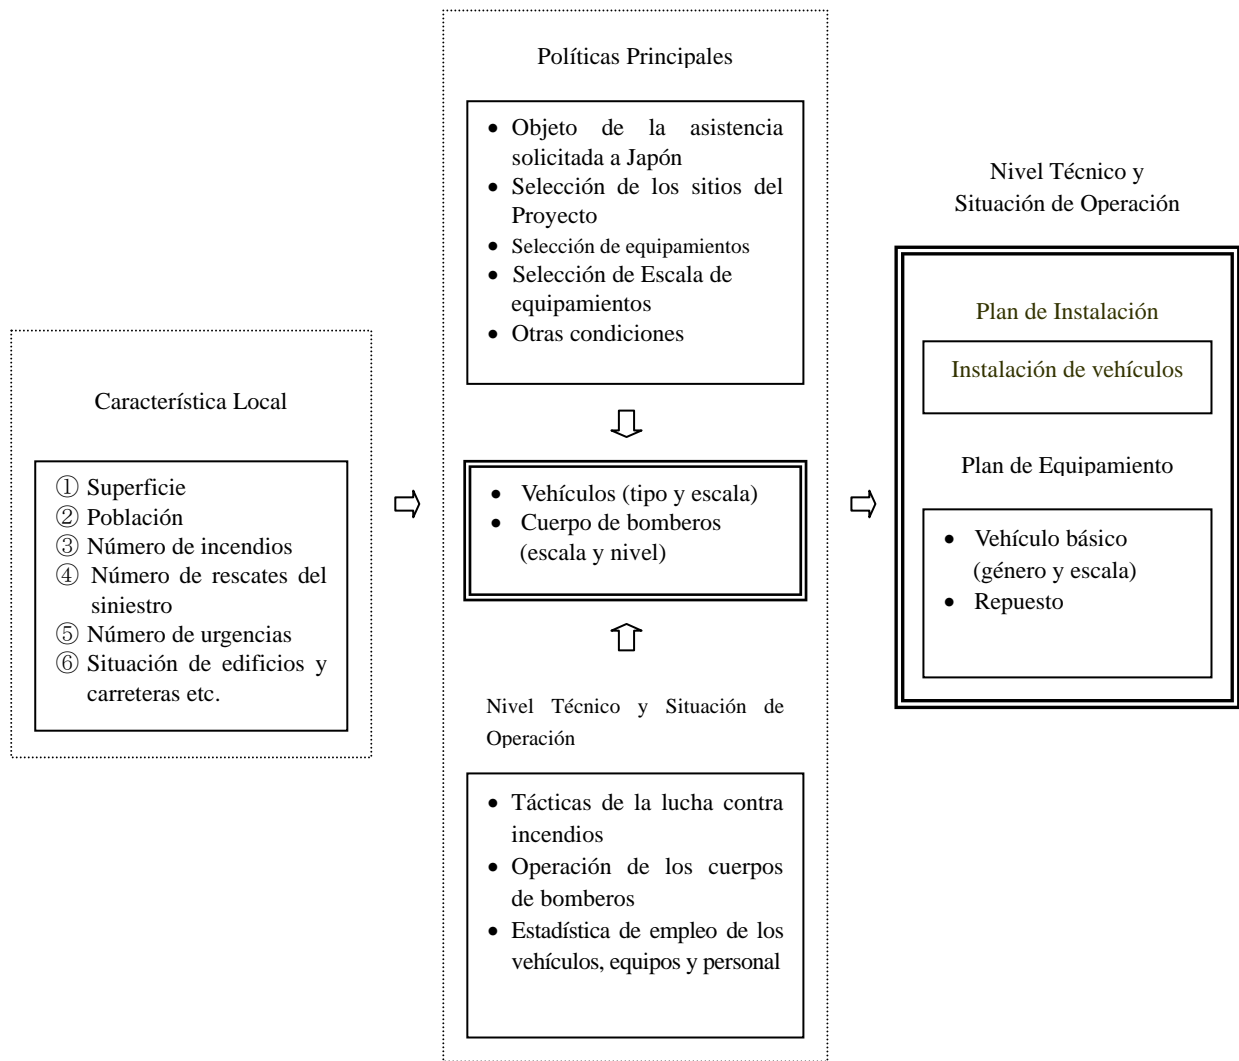 Característica Local
① Superficie
② Población
③ Número de incendios
④ Número de rescates del
siniestro
⑤ Número de urgencias
⑥ Situación de edificios y
carreteras etc.
Políticas Principales
• Objeto de la asistencia
solicitada a Japón
• Selección de los sitios del
Proyecto
• Selección de equipamientos
• Selección de Escala de
equipamientos
• Otras condiciones
• Vehículos (tipo y escala)
• Cuerpo de bomberos
(escala y nivel)
Nivel Técnico y Situación de
Operación
• Tácticas de la lucha contra
incendios
• Operación de los cuerpos
de bomberos
• Estadística de empleo de los
vehículos, equipos y personal
Nivel Técnico y
Situación de Operación
Plan de Instalación
Instalación de vehículos
Plan de Equipamiento
• Vehículo básico
(género y escala)
• Repuesto